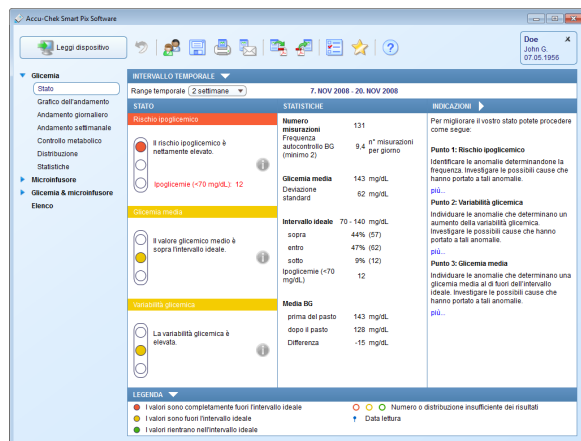 Accu-Chek Smart Pix Software
Leggi dispositivo
Doe
John G.
07.05.1956
Glicemia
Stato
Grafico dell'andamento
Andamento giornaliero
Andamento settimanale
Controllo metabolico
Distribuzione
Statistiche
Microinfusore
Glicemia & microinfusore
Elenco
INTERVALLO TEMPORALE
Range temporale 2 settimane 7. NOV 2008 - 20. NOV 2008
STATO
Rischio ipoglicemico
Il rischio ipoglicemico è
nettamente elevato.
Ipoglicemie (<70 mg/dL): 12
Glicemia media
Il valore glicemico medio è
sopra l'intervallo ideale.
Variabilità glicemica
La variabilità glicemica è
elevata.
STATISTICHE
Numero
misurazioni 131
Frequenza
autocontrollo BG
(minimo 2) 9,4 n° misurazioni
per giorno
Glicemia media 143 mg/dL
Deviazione
standard 62 mg/dL
Intervallo ideale 70 - 140 mg/dL
sopra 44% (57)
entro 47% (62)
sotto 9% (12)
Ipoglicemie (<70
mg/dL) 12
Media BG
prima del pasto 143 mg/dL
dopo il pasto 128 mg/dL
Differenza -15 mg/dL
INDICAZIONI
Per migliorare il vostro stato potete procedere
come segue:
Punto 1: Rischio ipoglicemico
Identificare le anomalie determinandone la
frequenza. Investigare le possibili cause che
hanno portato a tali anomalie.
più...
Punto 2: Variabilità glicemica
Individuare le anomalie che determinano un
aumento della variabilità glicemica.
Investigare le possibili cause che hanno
portato a tali anomalie.
più...
Punto 3: Glicemia media
Individuare le anomalie che determinano una
glicemia media al di fuori dell'intervallo
ideale. Investigare le possibili cause che
hanno portato a tali anomalie.
più...
LEGENDA
I valori sono completamente fuori l'intervallo ideale
I valori sono fuori l'intervallo ideale
I valori rientrano nell'intervallo ideale
Numero o distribuzione insufficiente dei risultati
Data lettura